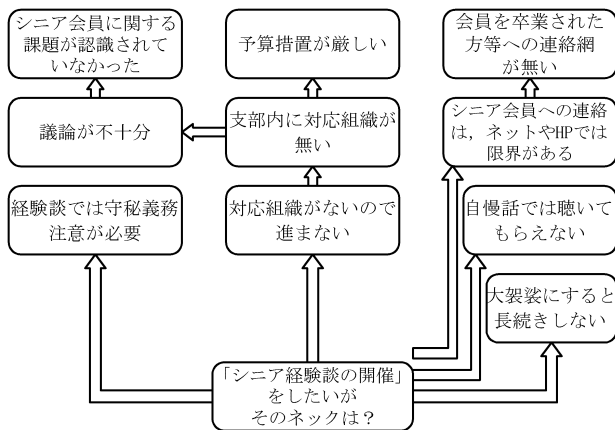 シニア会員に関する
課題が認識されて
いなかった
予算措置が厳しい
会員を卒業された
方等への連絡網
が無い
議論が不十分
支部内に対応組織が
無い
シニア会員への連絡
は，ネットやHPでは
限界がある
経験談では守秘義務
注意が必要
対応組織がないので
進まない
自慢話では聴いて
もらえない
大袈裟にすると
長続きしない
「シニア経験談の開催」
をしたいが
そのネックは？